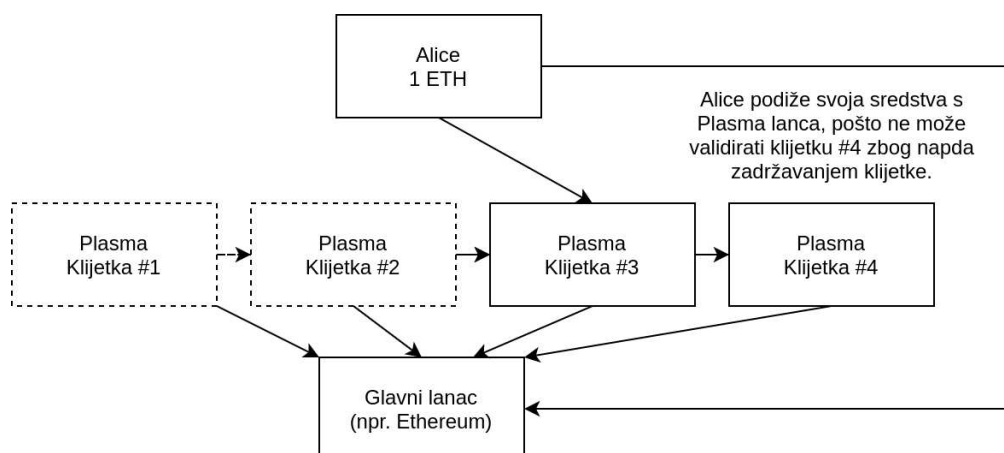 Alice
1 ETH
Alice podiže svoja sredstva s
Plasma lanca, pošto ne može
validirati klijetku #4 zbog napda
zadržavanjem klijetke.
Plasma
Klijetka #1
Plasma
Klijetka #2
Plasma
Klijetka #3
Plasma
Klijetka #4
Glavni lanac
(npr. Ethereum)